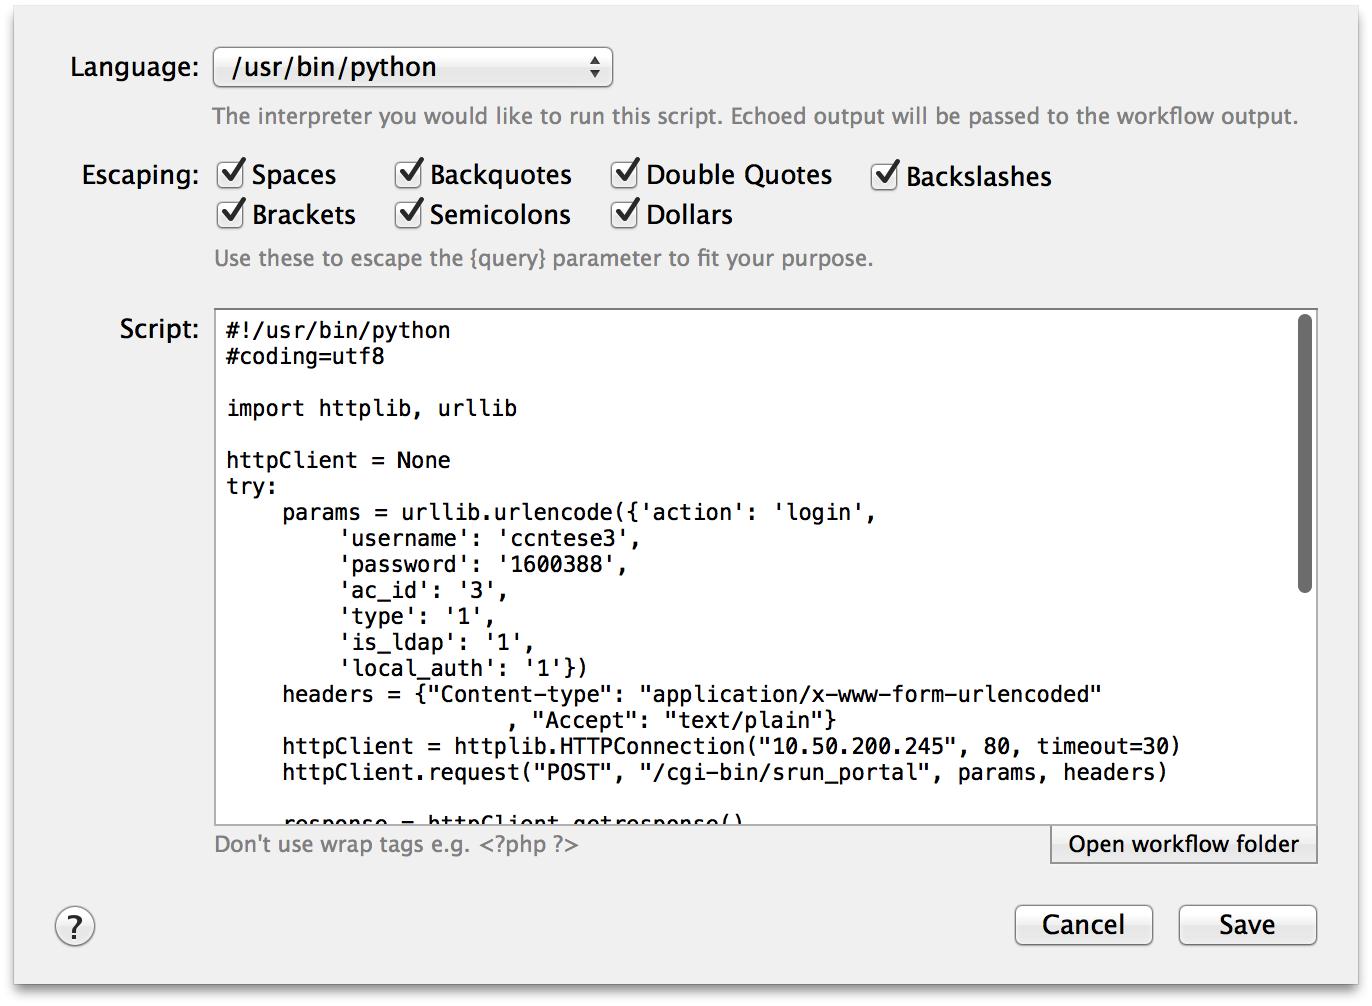 Language: /usr/bin/python
The interpreter you would like to run this script. Echoed output will be passed to the workflow output.
Escaping: Spaces Backquotes Double Quotes Backslashes
Brackets Semicolons Dollars
Use these to escape the {query} parameter to fit your purpose.
Script: #!/usr/bin/python
#coding=utf8
import httplib, urllib
httpClient = None
try:
params = urllib.urlencode({'action': 'login',
'username': 'ccntese3',
'password': '1600388',
'ac_id': '3',
'type': '1',
'is_ldap': '1',
'local_auth': '1'})
headers = {"Content-type": "application/x-www-form-urlencoded"
, "Accept": "text/plain"}
httpClient = httplib.HTTPConnection("10.50.200.245", 80, timeout=30)
httpClient.request("POST", "/cgi-bin/srun_portal", params, headers)
response = httpClient.getresponse()
Don't use wrap tags e.g. <?php ?>
Open workflow folder
? Cancel Save